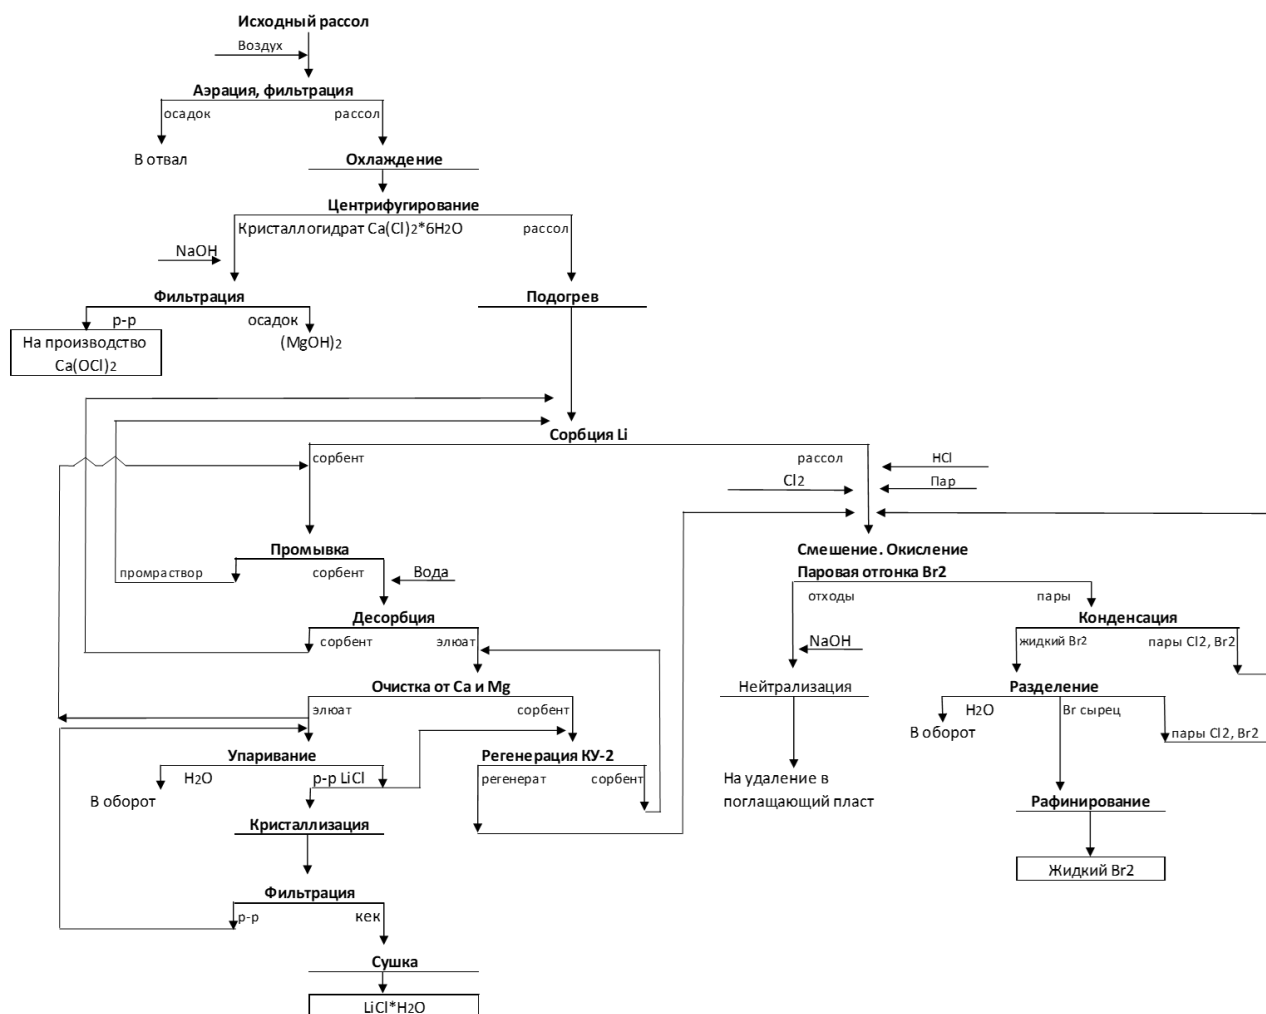 Исходный рассол
Воздух
Аэрация, фильтрация
осадок
рассол
В отвал
Охлаждение
Центрифугирование
Кристаллогидрат Ca(Cl)2*6H2O
рассол
NaOH
Фильтрация
Подогрев
р-р
осадок
На производство
Ca(OCl)2
(MgOH)2
Сорбция Li
сорбент
рассол
HCl
Cl2
Пар
Промывка
Смешение. Окисление
Паровая отгонка Br2
промраствор
сорбент
Вода
отходы
пары
Десорбция
Конденсация
сорбент
элюат
NaOH
жидкий Br2
пары Cl2, Br2
Очистка от Ca и Mg
Нейтрализация
Разделение
элюат
сорбент
H2O
Br сырец
В оборот
пары Cl2, Br2
Упаривание
Регенерация КУ-2
H2O
р-р LiCl
регенерат
сорбент
На удаление в
поглащающий пласт
В оборот
Рафинирование
Кристаллизация
Жидкий Br2
Фильтрация
р-р
кек
Сушка
LiCl*H2O